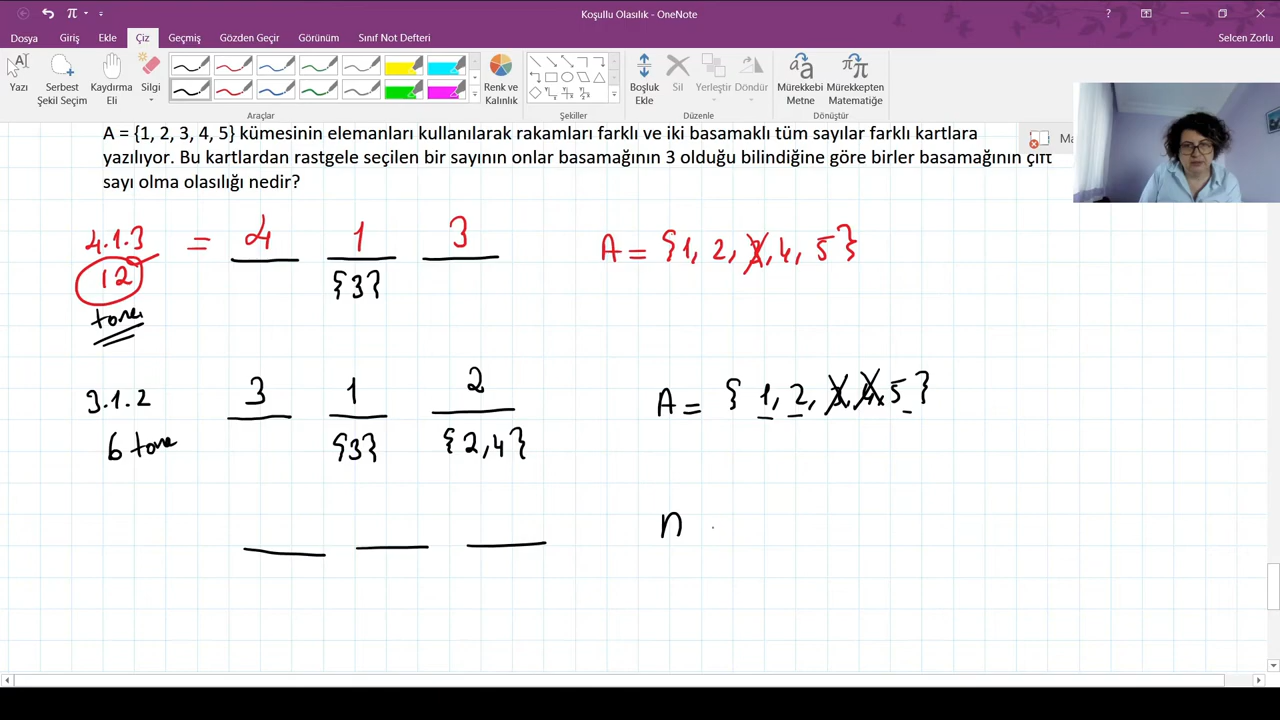 Koşullu Olasılık - OneNote
Dosya Giriş Ekle Çiz Geçmiş Gözden Geçir Görünüm Sınıf Not Defteri
Selcen Zorlu
Yazı
Serbest Şekil Seçim
Kaydırma Eli
Silgi
Renk ve Kalınlık
Boşluk Ekle
Sil
Yerleştir
Döndür
Mürekkebi Metne
Mürekkepten Matematiğe
Araçlar
Şekiller
Düzenle
Dönüştür
A = {1, 2, 3, 4, 5} kümesinin elemanları kullanılarak rakamları farklı ve iki basamaklı tüm sayılar farklı kartlara
yazılıyor. Bu kartlardan rastgele seçilen bir sayının onlar basamağının 3 olduğu bilindiğine göre birler basamağının çift
sayı olma olasılığı nedir?
4.1.3 = 4 1 3 A = {1, 2, 3, 4, 5}
12 {3}
tane
3.1.2 3 1 2 A = { 1, 2, 3, 4, 5 }
6 tane {3} {2,4}
n